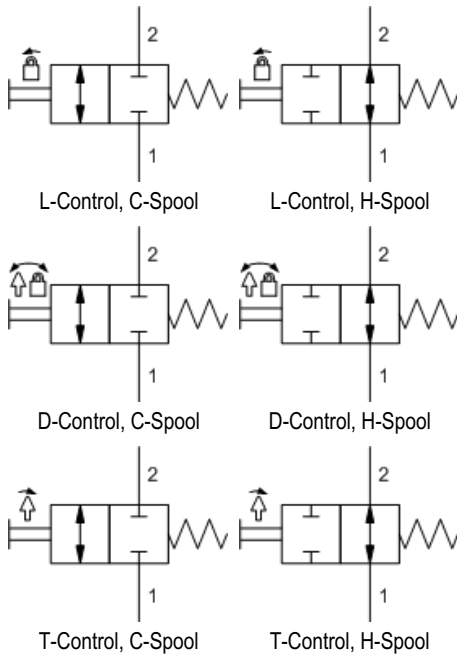 2 2
1 1
L-Control, C-Spool L-Control, H-Spool
2 2
1 1
D-Control, C-Spool D-Control, H-Spool
2 2
1 1
T-Control, C-Spool T-Control, H-Spool